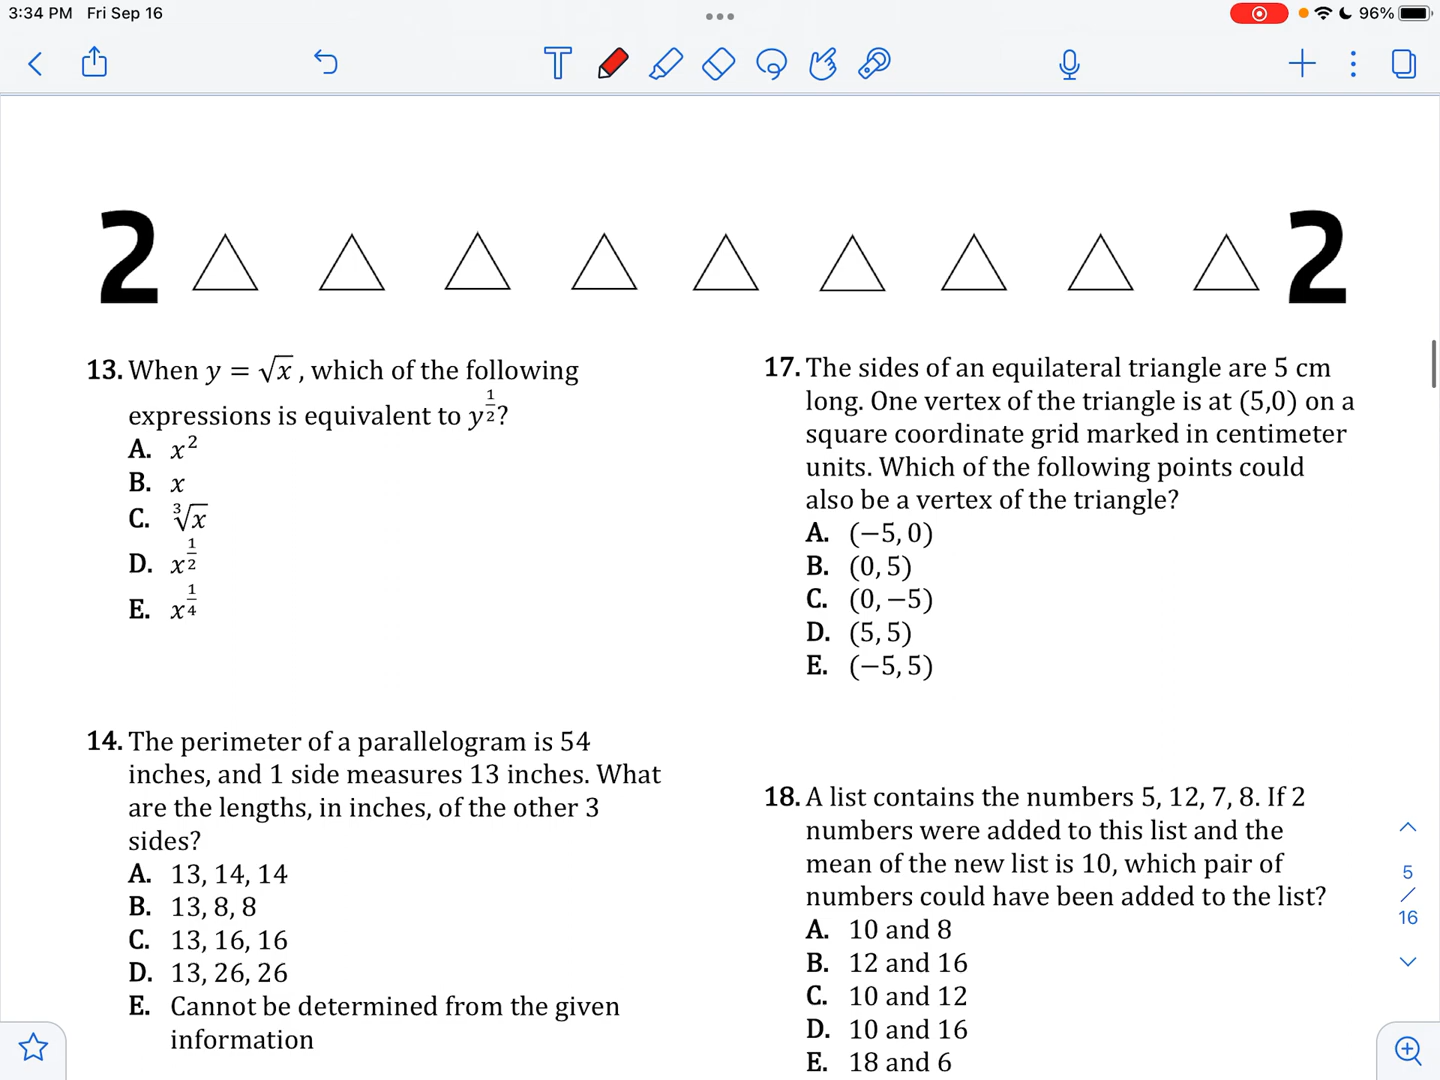 3:34 PM Fri Sep 16
96%
2 2
13. When y = √x , which of the following
expressions is equivalent to y^(1/2)?
A. x²
B. x
C. ∛x
D. x^(1/2)
E. x^(1/4)
14. The perimeter of a parallelogram is 54
inches, and 1 side measures 13 inches. What
are the lengths, in inches, of the other 3
sides?
A. 13, 14, 14
B. 13, 8, 8
C. 13, 16, 16
D. 13, 26, 26
E. Cannot be determined from the given
information
17. The sides of an equilateral triangle are 5 cm
long. One vertex of the triangle is at (5,0) on a
square coordinate grid marked in centimeter
units. Which of the following points could
also be a vertex of the triangle?
A. (−5, 0)
B. (0, 5)
C. (0, −5)
D. (5, 5)
E. (−5, 5)
18. A list contains the numbers 5, 12, 7, 8. If 2
numbers were added to this list and the
mean of the new list is 10, which pair of
numbers could have been added to the list?
A. 10 and 8
B. 12 and 16
C. 10 and 12
D. 10 and 16
E. 18 and 6
5
/
16